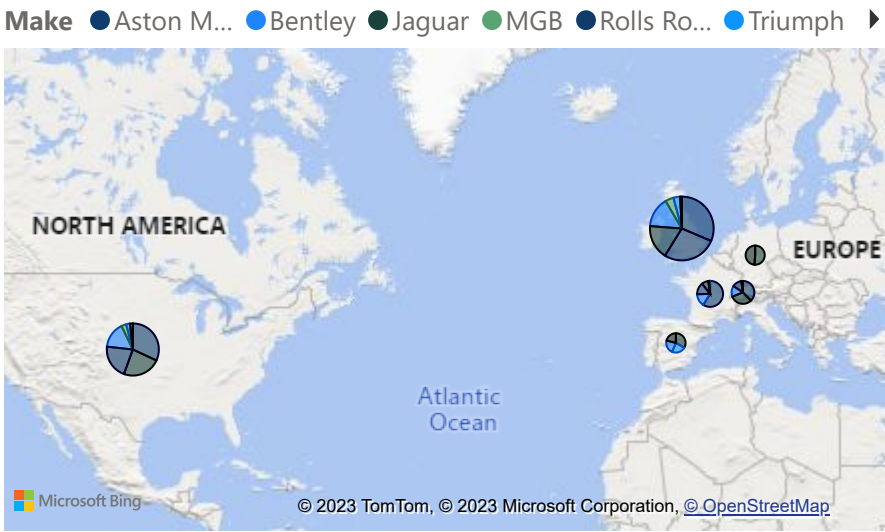 Make Aston M... Bentley Jaguar MGB Rolls Ro... Triumph
NORTH AMERICA
EUROPE
Atlantic
Ocean
Microsoft Bing
© 2023 TomTom, © 2023 Microsoft Corporation, © OpenStreetMap